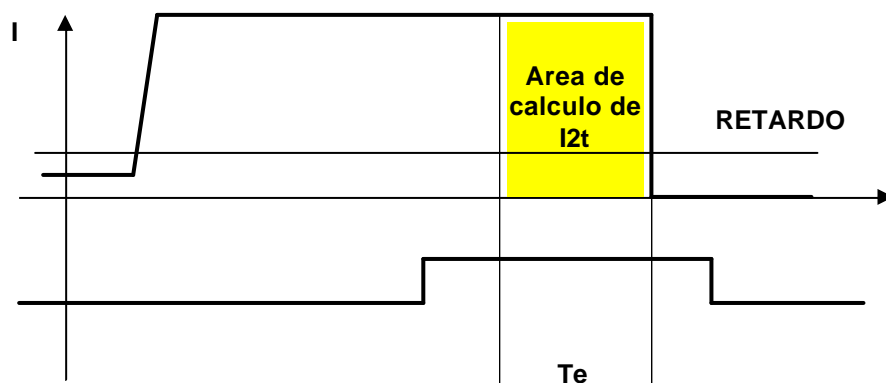 I
Area de
calculo de
I2t
RETARDO
Te